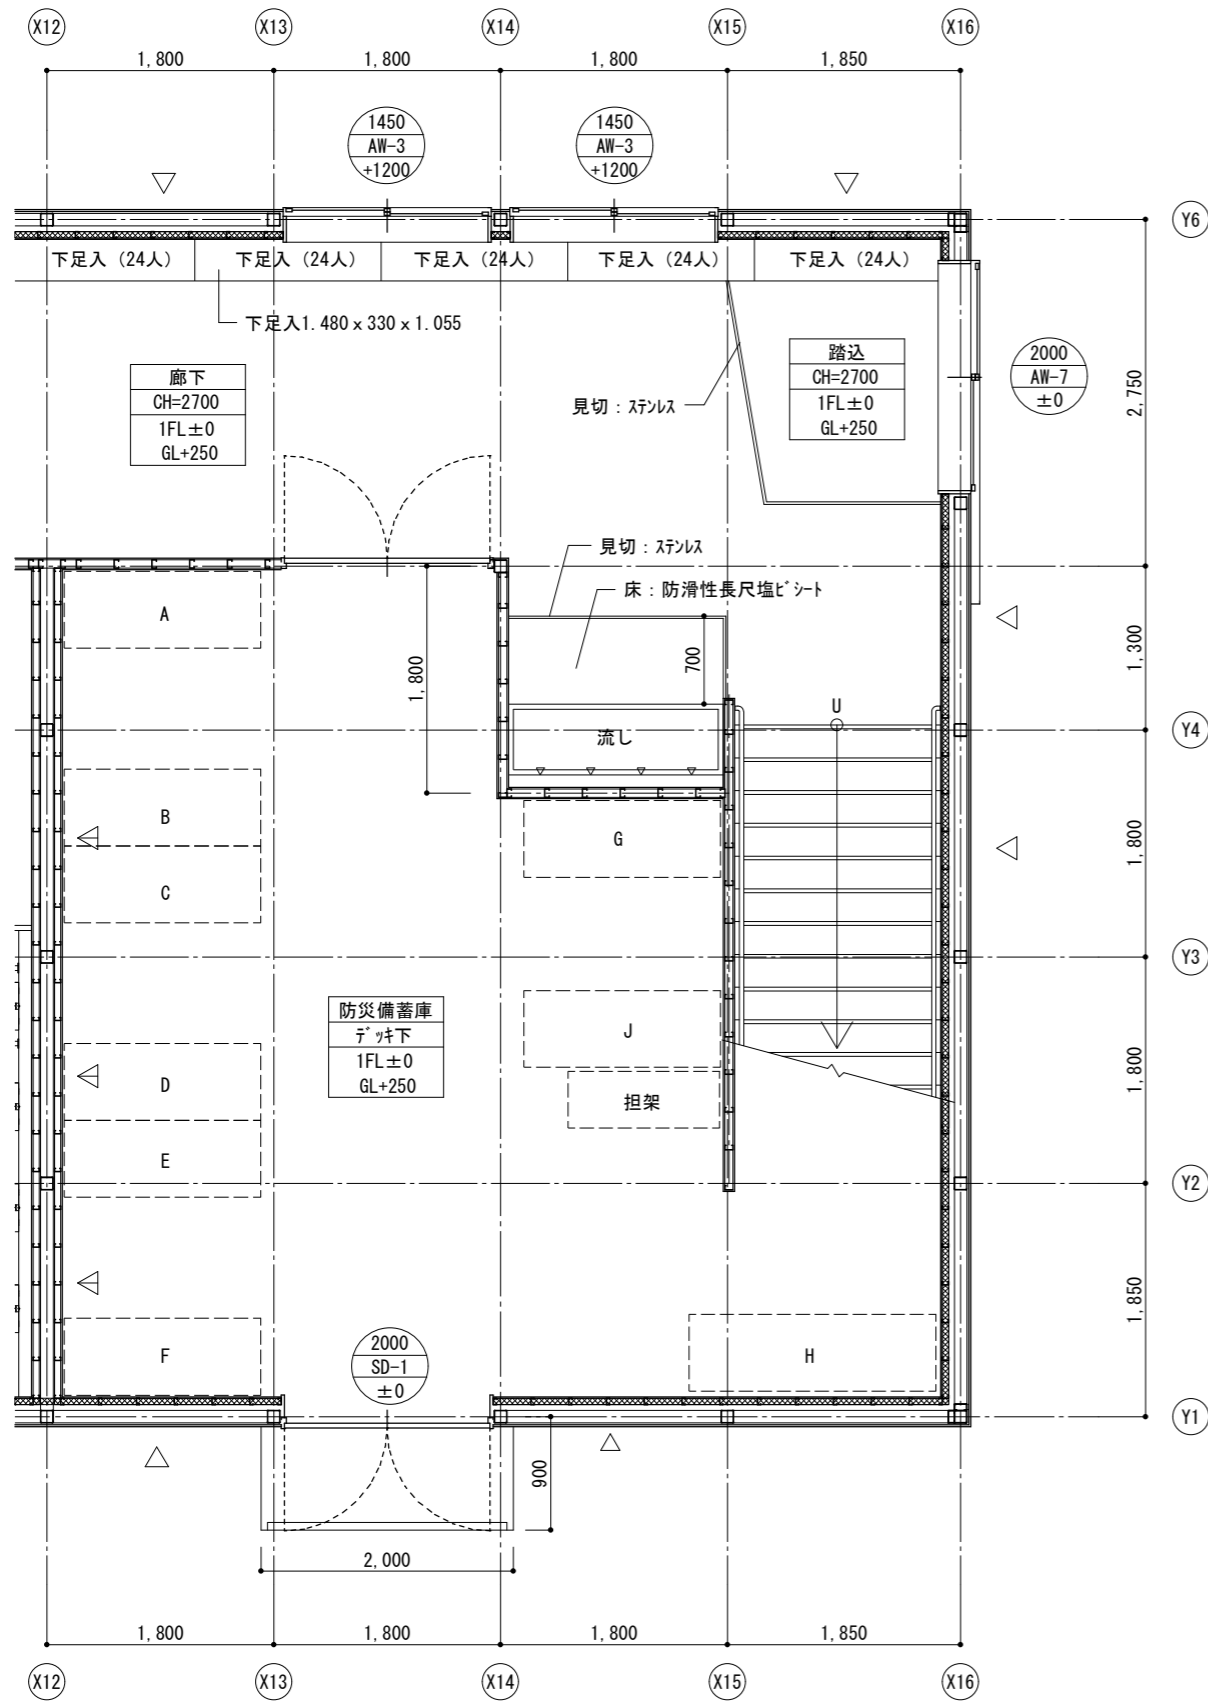 X12 X13 X14 X15 X16
1,800 1,800 1,800 1,850
1450 1450
AW-3 AW-3
+1200 +1200
Y6
下足入（24人） 下足入（24人） 下足入（24人） 下足入（24人） 下足入（24人）
下足入1.480ｘ330ｘ1.055
廊下
CH=2700
1FL±0
GL+250
見切：ｽﾃﾝﾚｽ
踏込
CH=2700
1FL±0
GL+250
2000
AW-7
±0
2,750
見切：ｽﾃﾝﾚｽ
床：防滑性長尺塩ﾋﾞｼｰﾄ
A
1,800
700
1,300
U
流し
Y4
B
G
1,800
C
Y3
防災備蓄庫
ﾃﾞｯｷ下
1FL±0
GL+250
J
D
担架
1,800
E
Y2
1,850
F
2000
SD-1
±0
H
Y1
900
2,000
1,800 1,800 1,800 1,850
X12 X13 X14 X15 X16